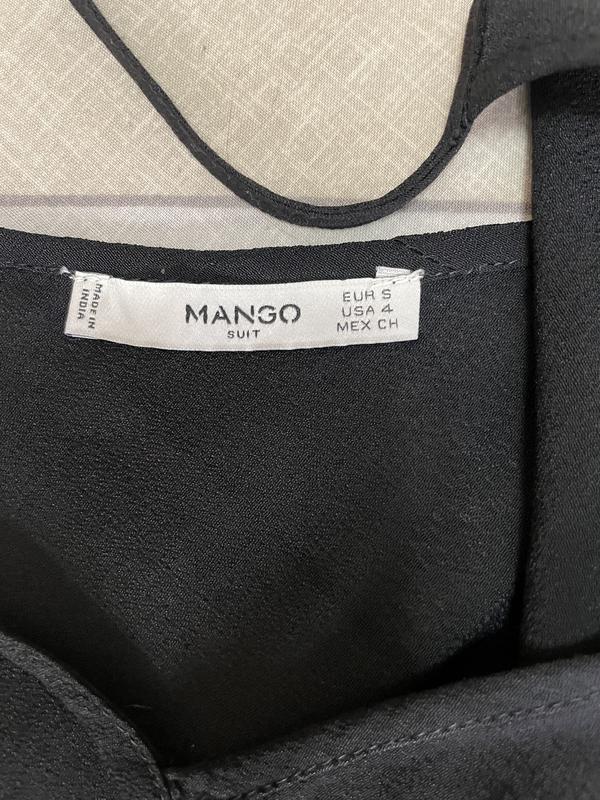 MADE IN
INDIA
MANGO
SUIT
EUR S
USA 4
MEX CH